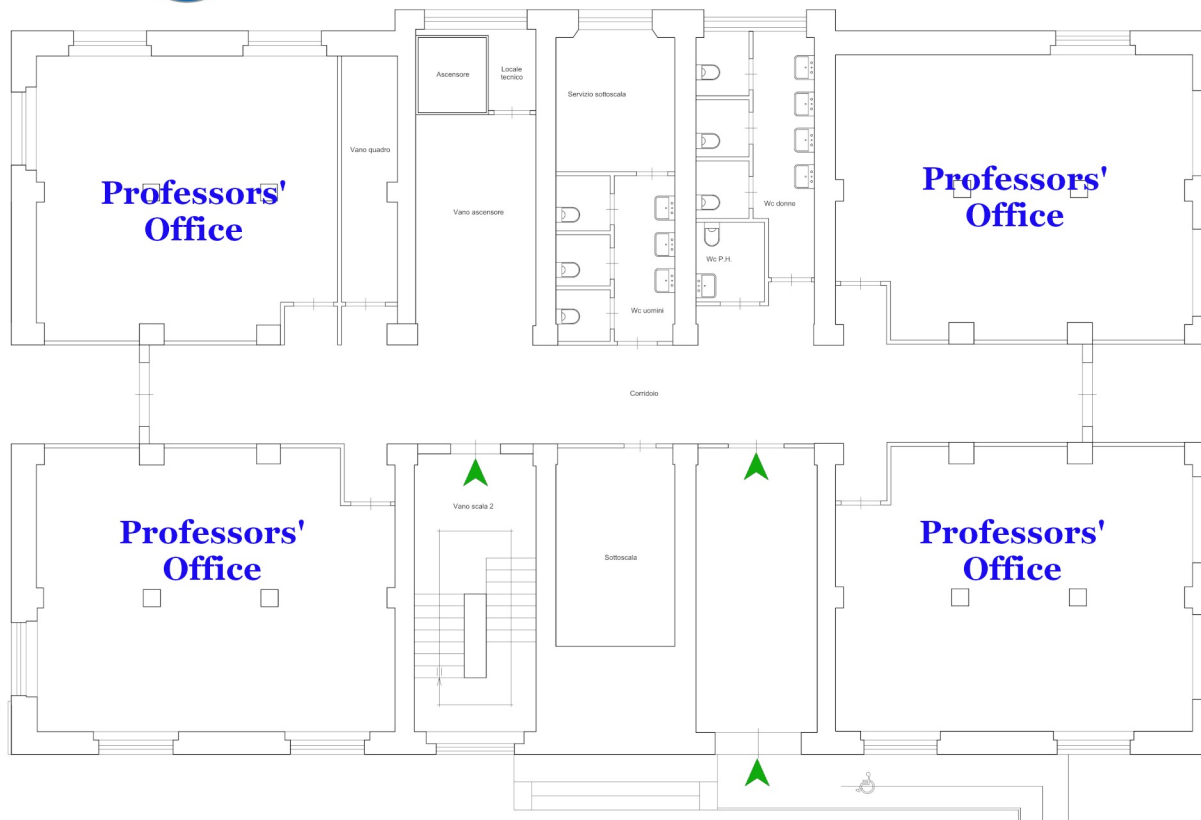 Ascensore
Locale
tecnico
Servizio sottoscala
Vano quadro
Professors'
Office
Vano ascensore
Wc donne
Professors'
Office
Wc P.H.
Wc uomini
Corridoio
Professors'
Office
Vano scala 2
Sottoscala
Professors'
Office